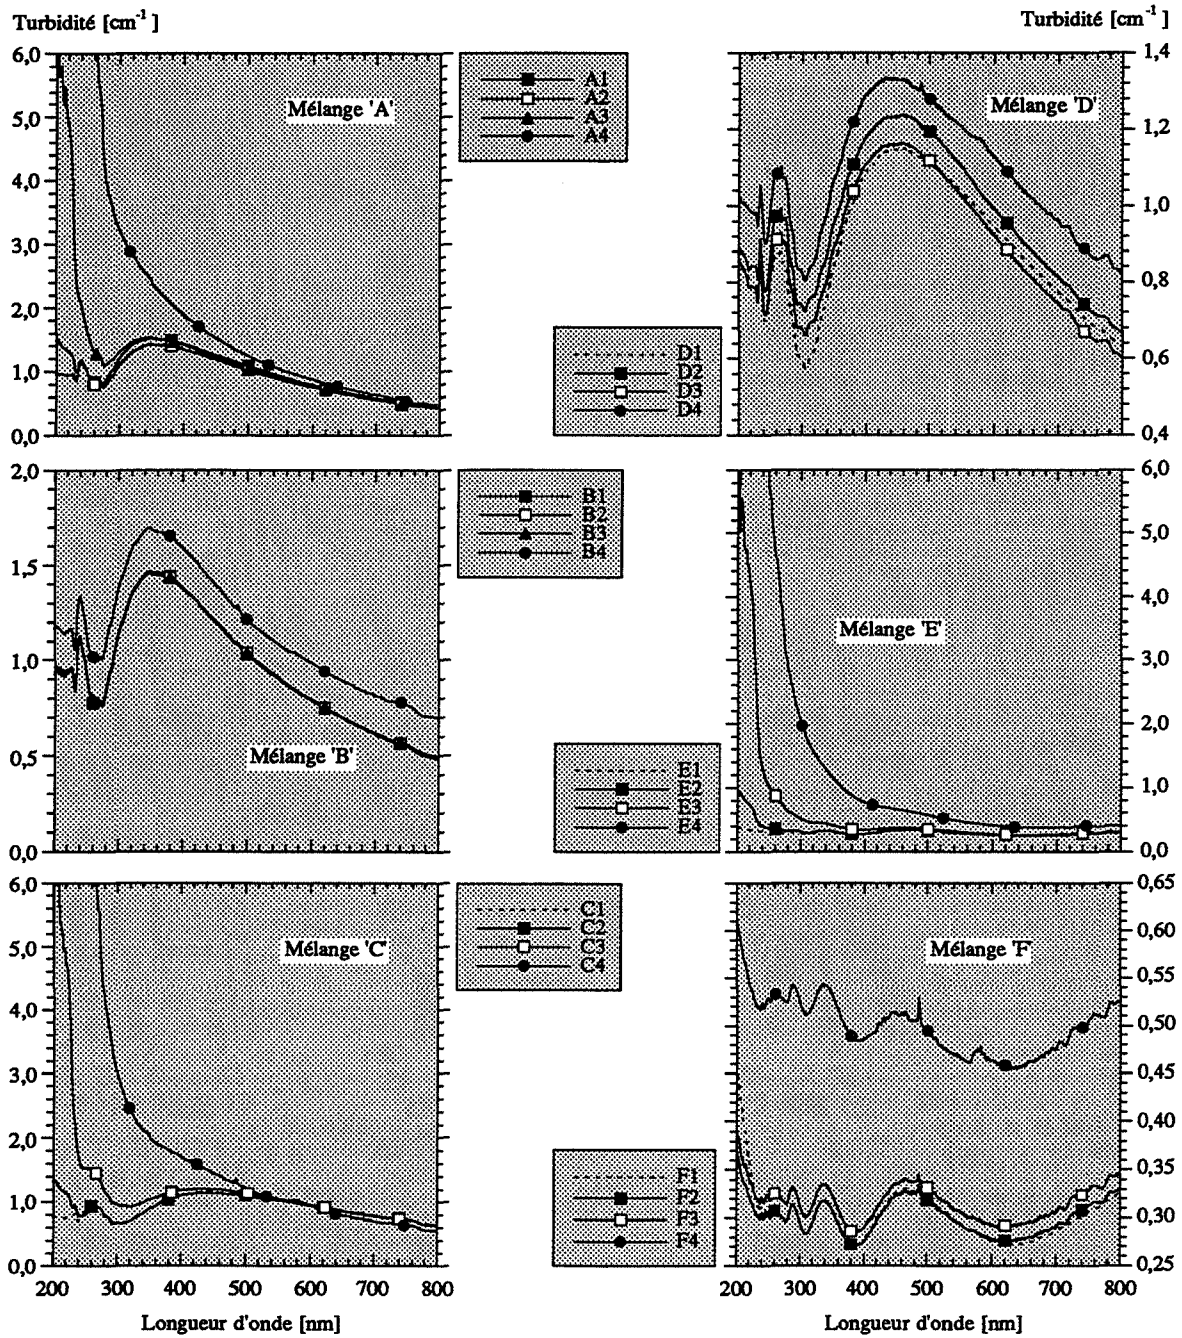 Turbidité [cm-1 ]
6,0
5,0
4,0
3,0
2,0
1,0
0,0
Mélange 'A'
A1
A2
A3
A4
Turbidité [cm-1 ]
1,4
1,2
1,0
0,8
0,6
0,4
Mélange 'D'
D1
D2
D3
D4
2,0
1,5
1,0
0,5
0,0
Mélange 'B'
B1
B2
B3
B4
6,0
5,0
4,0
3,0
2,0
1,0
0,0
Mélange 'E'
E1
E2
E3
E4
6,0
5,0
4,0
3,0
2,0
1,0
0,0
Mélange 'C'
C1
C2
C3
C4
200 300 400 500 600 700 800
Longueur d'onde [nm]
0,65
0,60
0,55
0,50
0,45
0,40
0,35
0,30
0,25
Mélange 'F'
F1
F2
F3
F4
200 300 400 500 600 700 800
Longueur d'onde [nm]